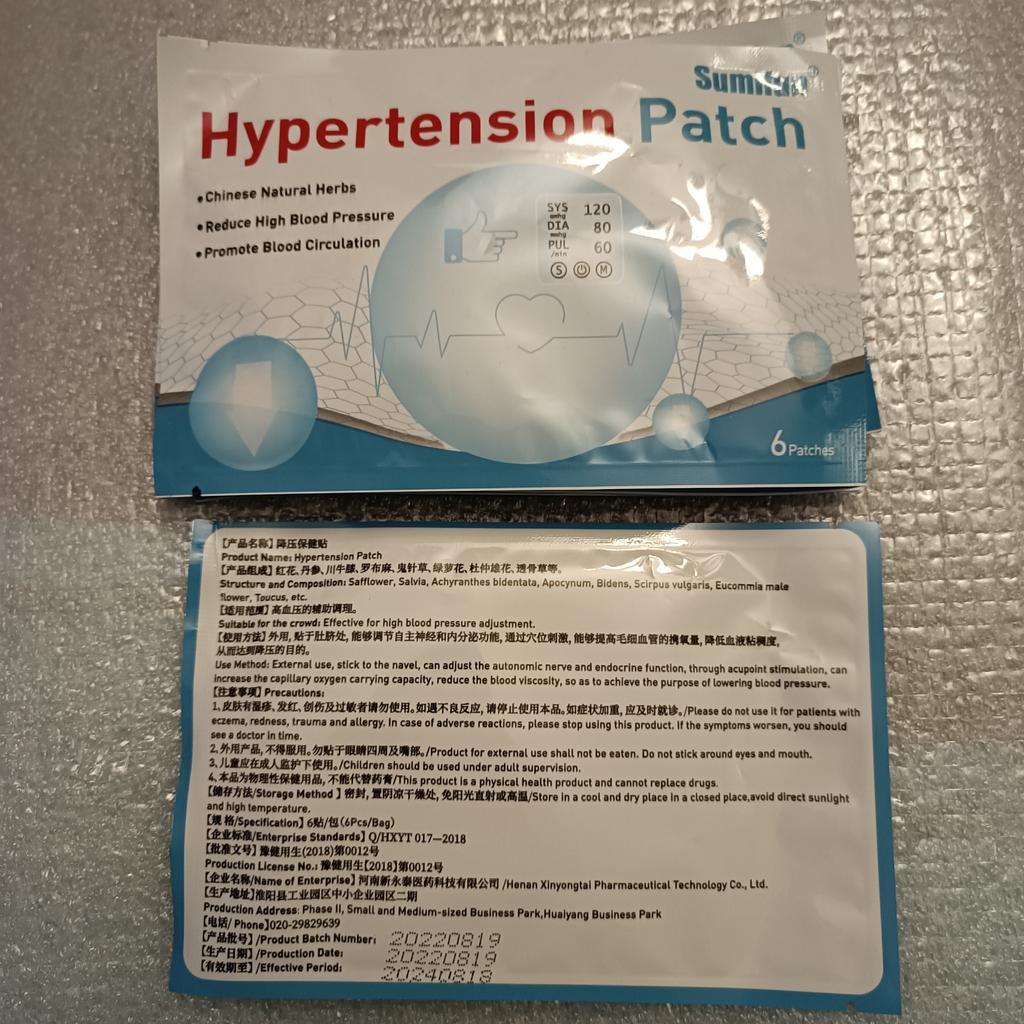 Sumifun®
Hypertension Patch
•Chinese Natural Herbs
•Reduce High Blood Pressure
•Promote Blood Circulation
SYS 120
mmhg
DIA 80
mmhg
PUL 60
/min
S M
6 Patches
【产品名称】降压保健贴
Product Name: Hypertension Patch
【产品组成】红花、丹参、川牛膝、罗布麻、鬼针草、绿萝花、杜仲雄花、透骨草等。
Structure and Composition: Safflower, Salvia, Achyranthes bidentata, Apocynum, Bidens, Scirpus vulgaris, Eucommia male
flower, Toucus, etc.
【适用范围】高血压的辅助调理。
Suitable for the crowd: Effective for high blood pressure adjustment.
【使用方法】外用, 贴于肚脐处, 能够调节自主神经和内分泌功能, 通过穴位刺激, 能够提高毛细血管的携氧量, 降低血液粘稠度,
从而达到降压的目的。
Use Method: External use, stick to the navel, can adjust the autonomic nerve and endocrine function, through acupoint stimulation, can
increase the capillary oxygen carrying capacity, reduce the blood viscosity, so as to achieve the purpose of lowering blood pressure.
【注意事项】Precautions:
1、皮肤有湿疹、发红、创伤及过敏者请勿使用。如遇不良反应, 请停止使用本品。如症状加重, 应及时就诊。/Please do not use it for patients with
eczema, redness, trauma and allergy. In case of adverse reactions, please stop using this product. If the symptoms worsen, you should
see a doctor in time.
2、外用产品, 不得服用。勿贴于眼睛四周及嘴部。/Product for external use shall not be eaten. Do not stick around eyes and mouth.
3、儿童应在成人监护下使用。/Children should be used under adult supervision.
4、本品为物理性保健用品, 不能代替药膏/This product is a physical health product and cannot replace drugs.
【储存方法/Storage Method】密封, 置阴凉干燥处, 免阳光直射或高温/Store in a cool and dry place in a closed place,avoid direct sunlight
and high temperature.
【规 格/Specification】6贴/包(6Pcs/Bag)
【企业标准/Enterprise Standards】Q/HXYT 017—2018
【批准文号】豫健用生(2018)第0012号
Production License No.: 豫健用生【2018】第0012号
【企业名称/Name of Enterprise】河南新永泰医药科技有限公司 /Henan Xinyongtai Pharmaceutical Technology Co., Ltd.
【生产地址】淮阳县工业园区中小企业园区二期
Production Address: Phase II, Small and Medium-sized Business Park,Huaiyang Business Park
【电话/ Phone】020-29829639
【产品批号】/Product Batch Number: 20220819
【生产日期】/Production Date: 20220819
【有效期至】/Effective Period: 20240818